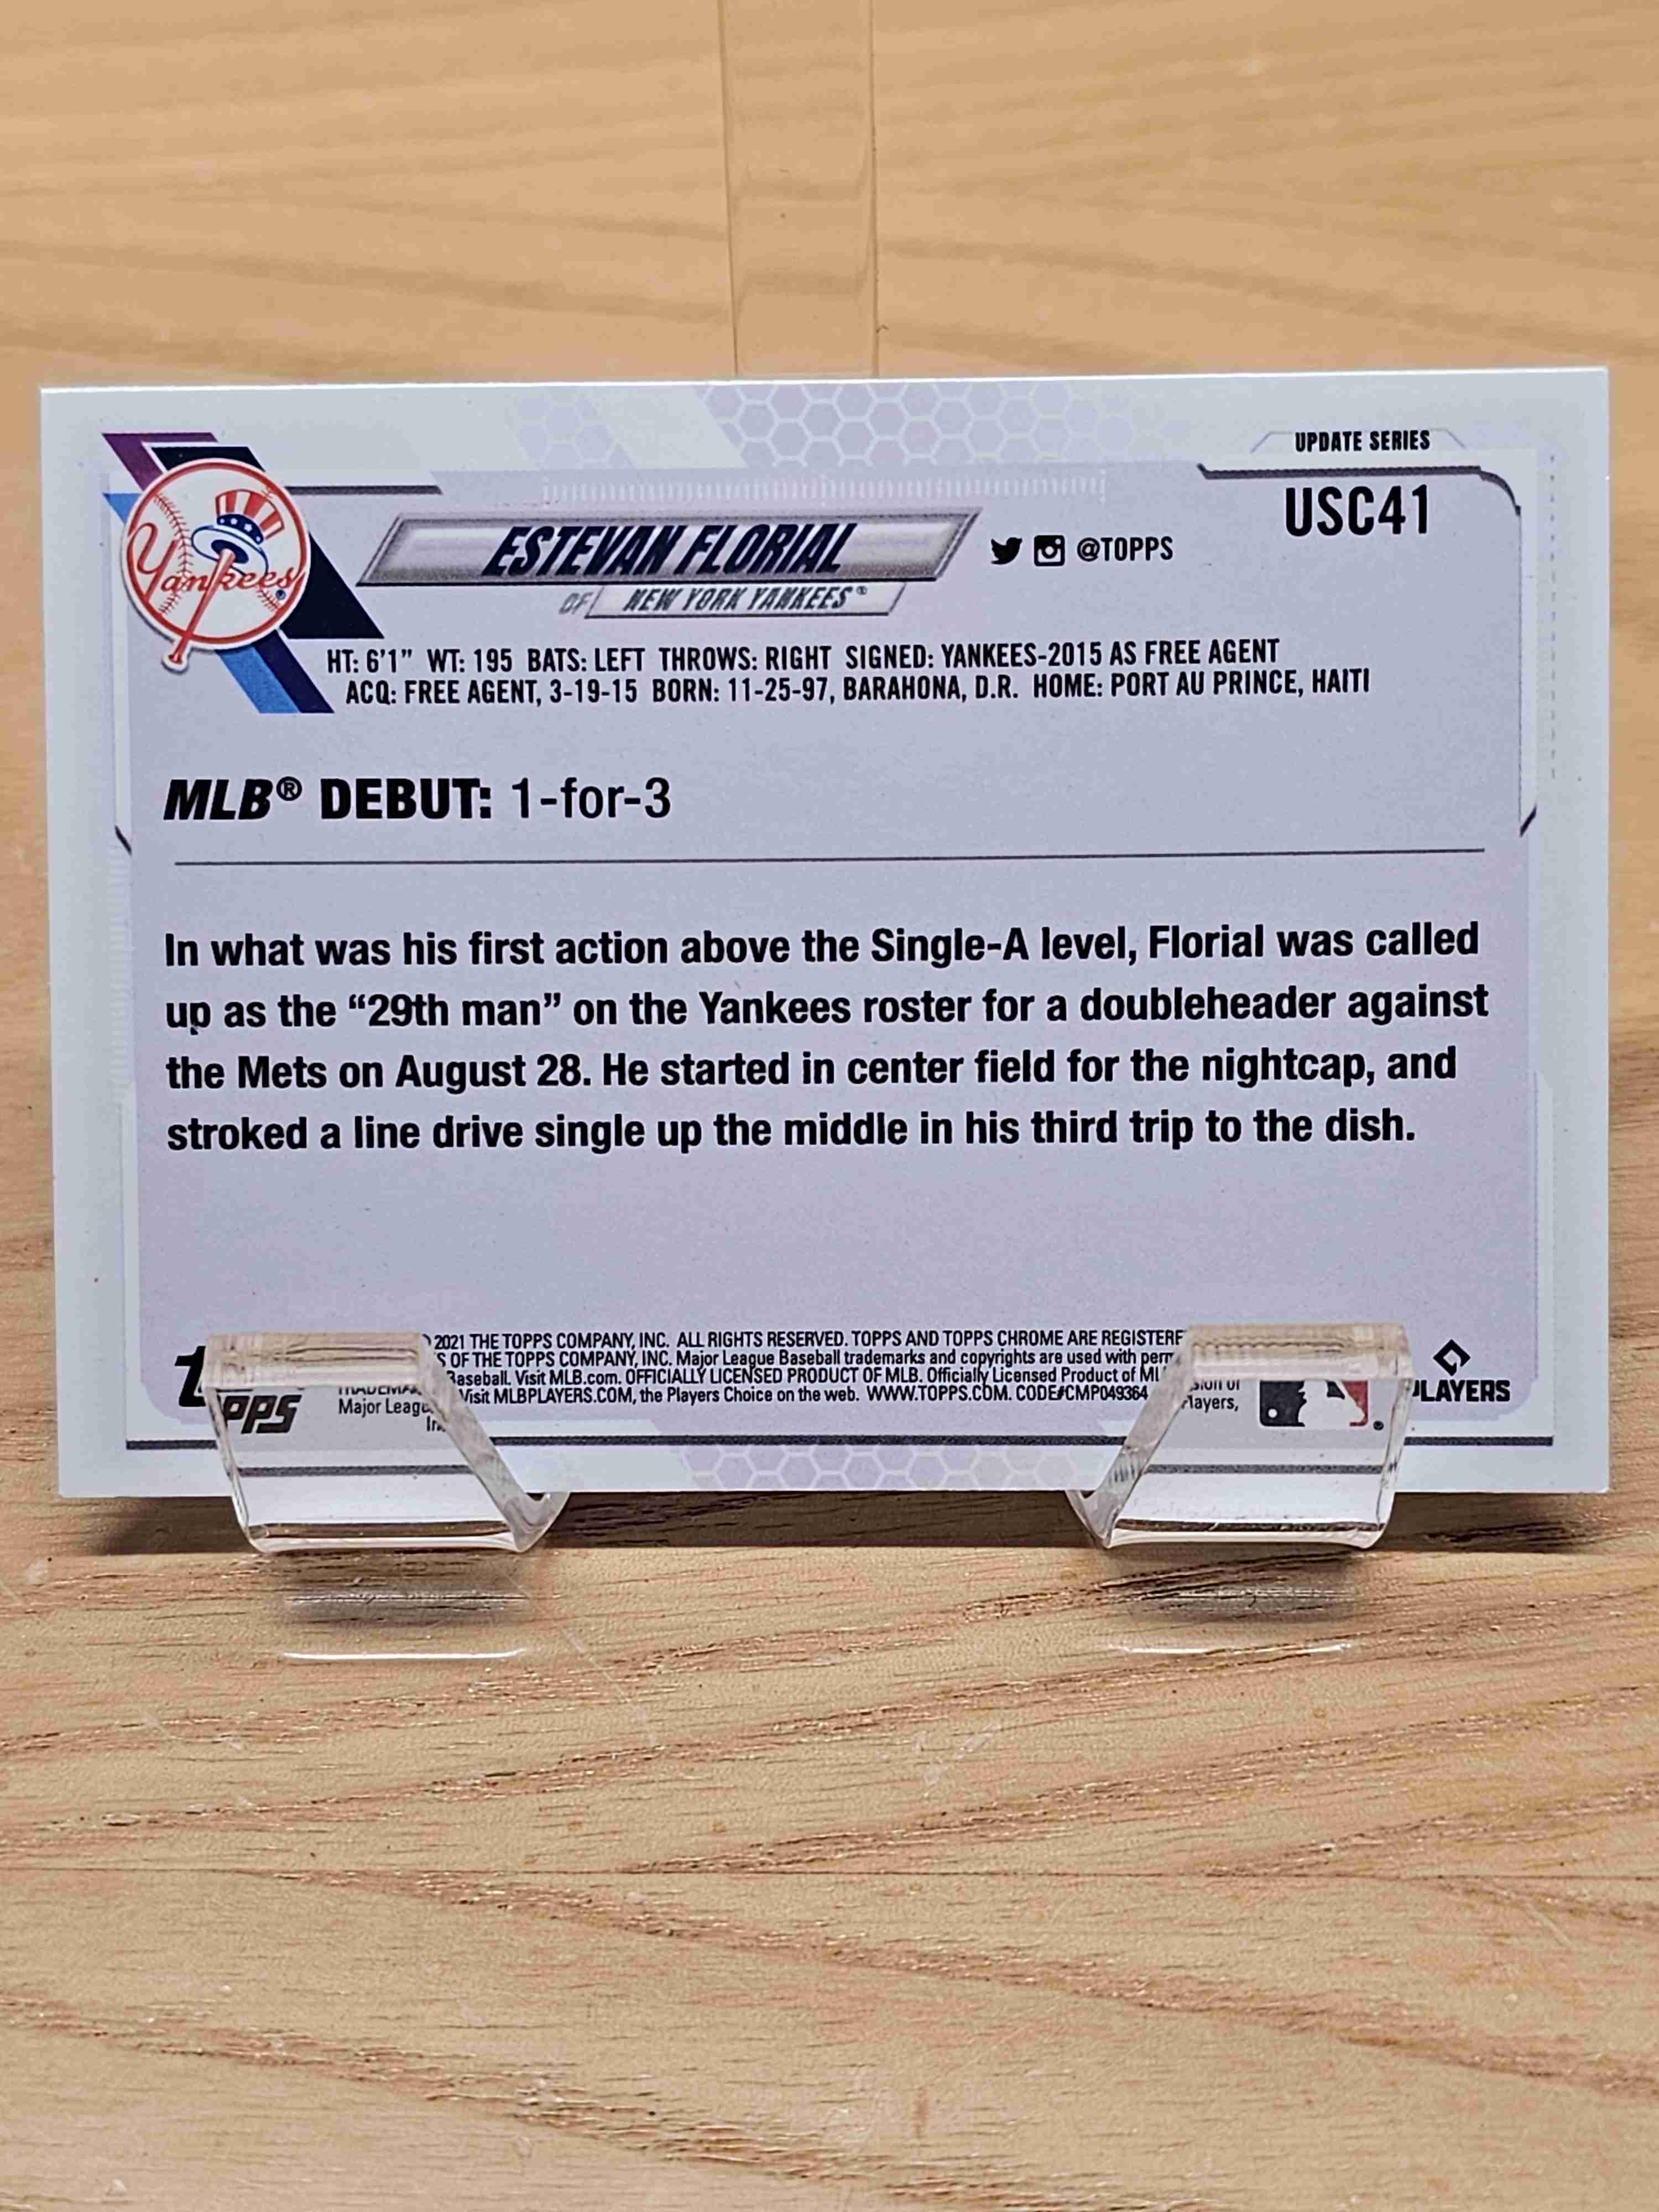 UPDATE SERIES
USC41
Yankees
ESTEVAN FLORIAL
@TOPPS
OF NEW YORK YANKEES®
HT: 6'1" WT: 195 BATS: LEFT THROWS: RIGHT SIGNED: YANKEES-2015 AS FREE AGENT
ACQ: FREE AGENT, 3-19-15 BORN: 11-25-97, BARAHONA, D.R. HOME: PORT AU PRINCE, HAITI
MLB® DEBUT: 1-for-3
In what was his first action above the Single-A level, Florial was called
up as the “29th man” on the Yankees roster for a doubleheader against
the Mets on August 28. He started in center field for the nightcap, and
stroked a line drive single up the middle in his third trip to the dish.
topps
2021 THE TOPPS COMPANY, INC. ALL RIGHTS RESERVED. TOPPS AND TOPPS CHROME ARE
OF THE TOPPS COMPANY, INC. Major League Baseball trademarks and copyrights are used with
Baseball. Visit MLB.com. OFFICIALLY LICENSED PRODUCT OF MLB. Officially Licensed Product of
Major Visit MLBPLAYERS.COM, the Players Choice on the web. WWW.TOPPS.COM. CODE#CMP049364
PLAYERS